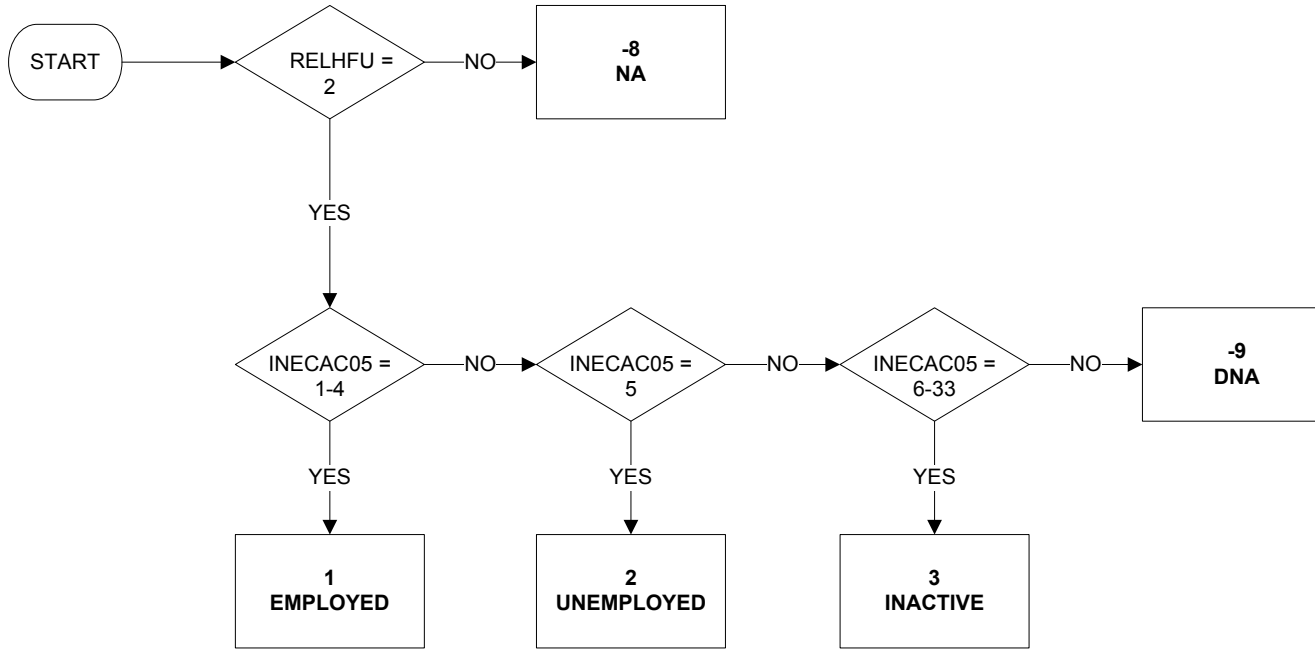 START
RELHFU =
2
NO
-8
NA
YES
INECAC05 =
1-4
NO
INECAC05 =
5
NO
INECAC05 =
6-33
NO
-9
DNA
YES
YES
YES
1
EMPLOYED
2
UNEMPLOYED
3
INACTIVE